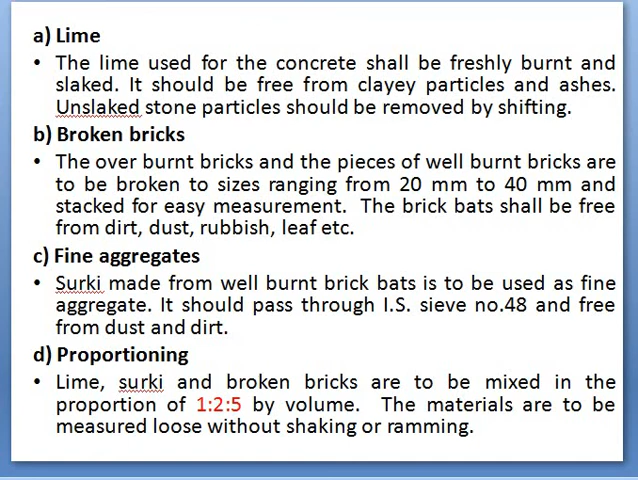 a) Lime
• The lime used for the concrete shall be freshly burnt and
slaked. It should be free from clayey particles and ashes.
Unslaked stone particles should be removed by shifting.
b) Broken bricks
• The over burnt bricks and the pieces of well burnt bricks are
to be broken to sizes ranging from 20 mm to 40 mm and
stacked for easy measurement. The brick bats shall be free
from dirt, dust, rubbish, leaf etc.
c) Fine aggregates
• Surki made from well burnt brick bats is to be used as fine
aggregate. It should pass through I.S. sieve no.48 and free
from dust and dirt.
d) Proportioning
• Lime, surki and broken bricks are to be mixed in the
proportion of 1:2:5 by volume. The materials are to be
measured loose without shaking or ramming.